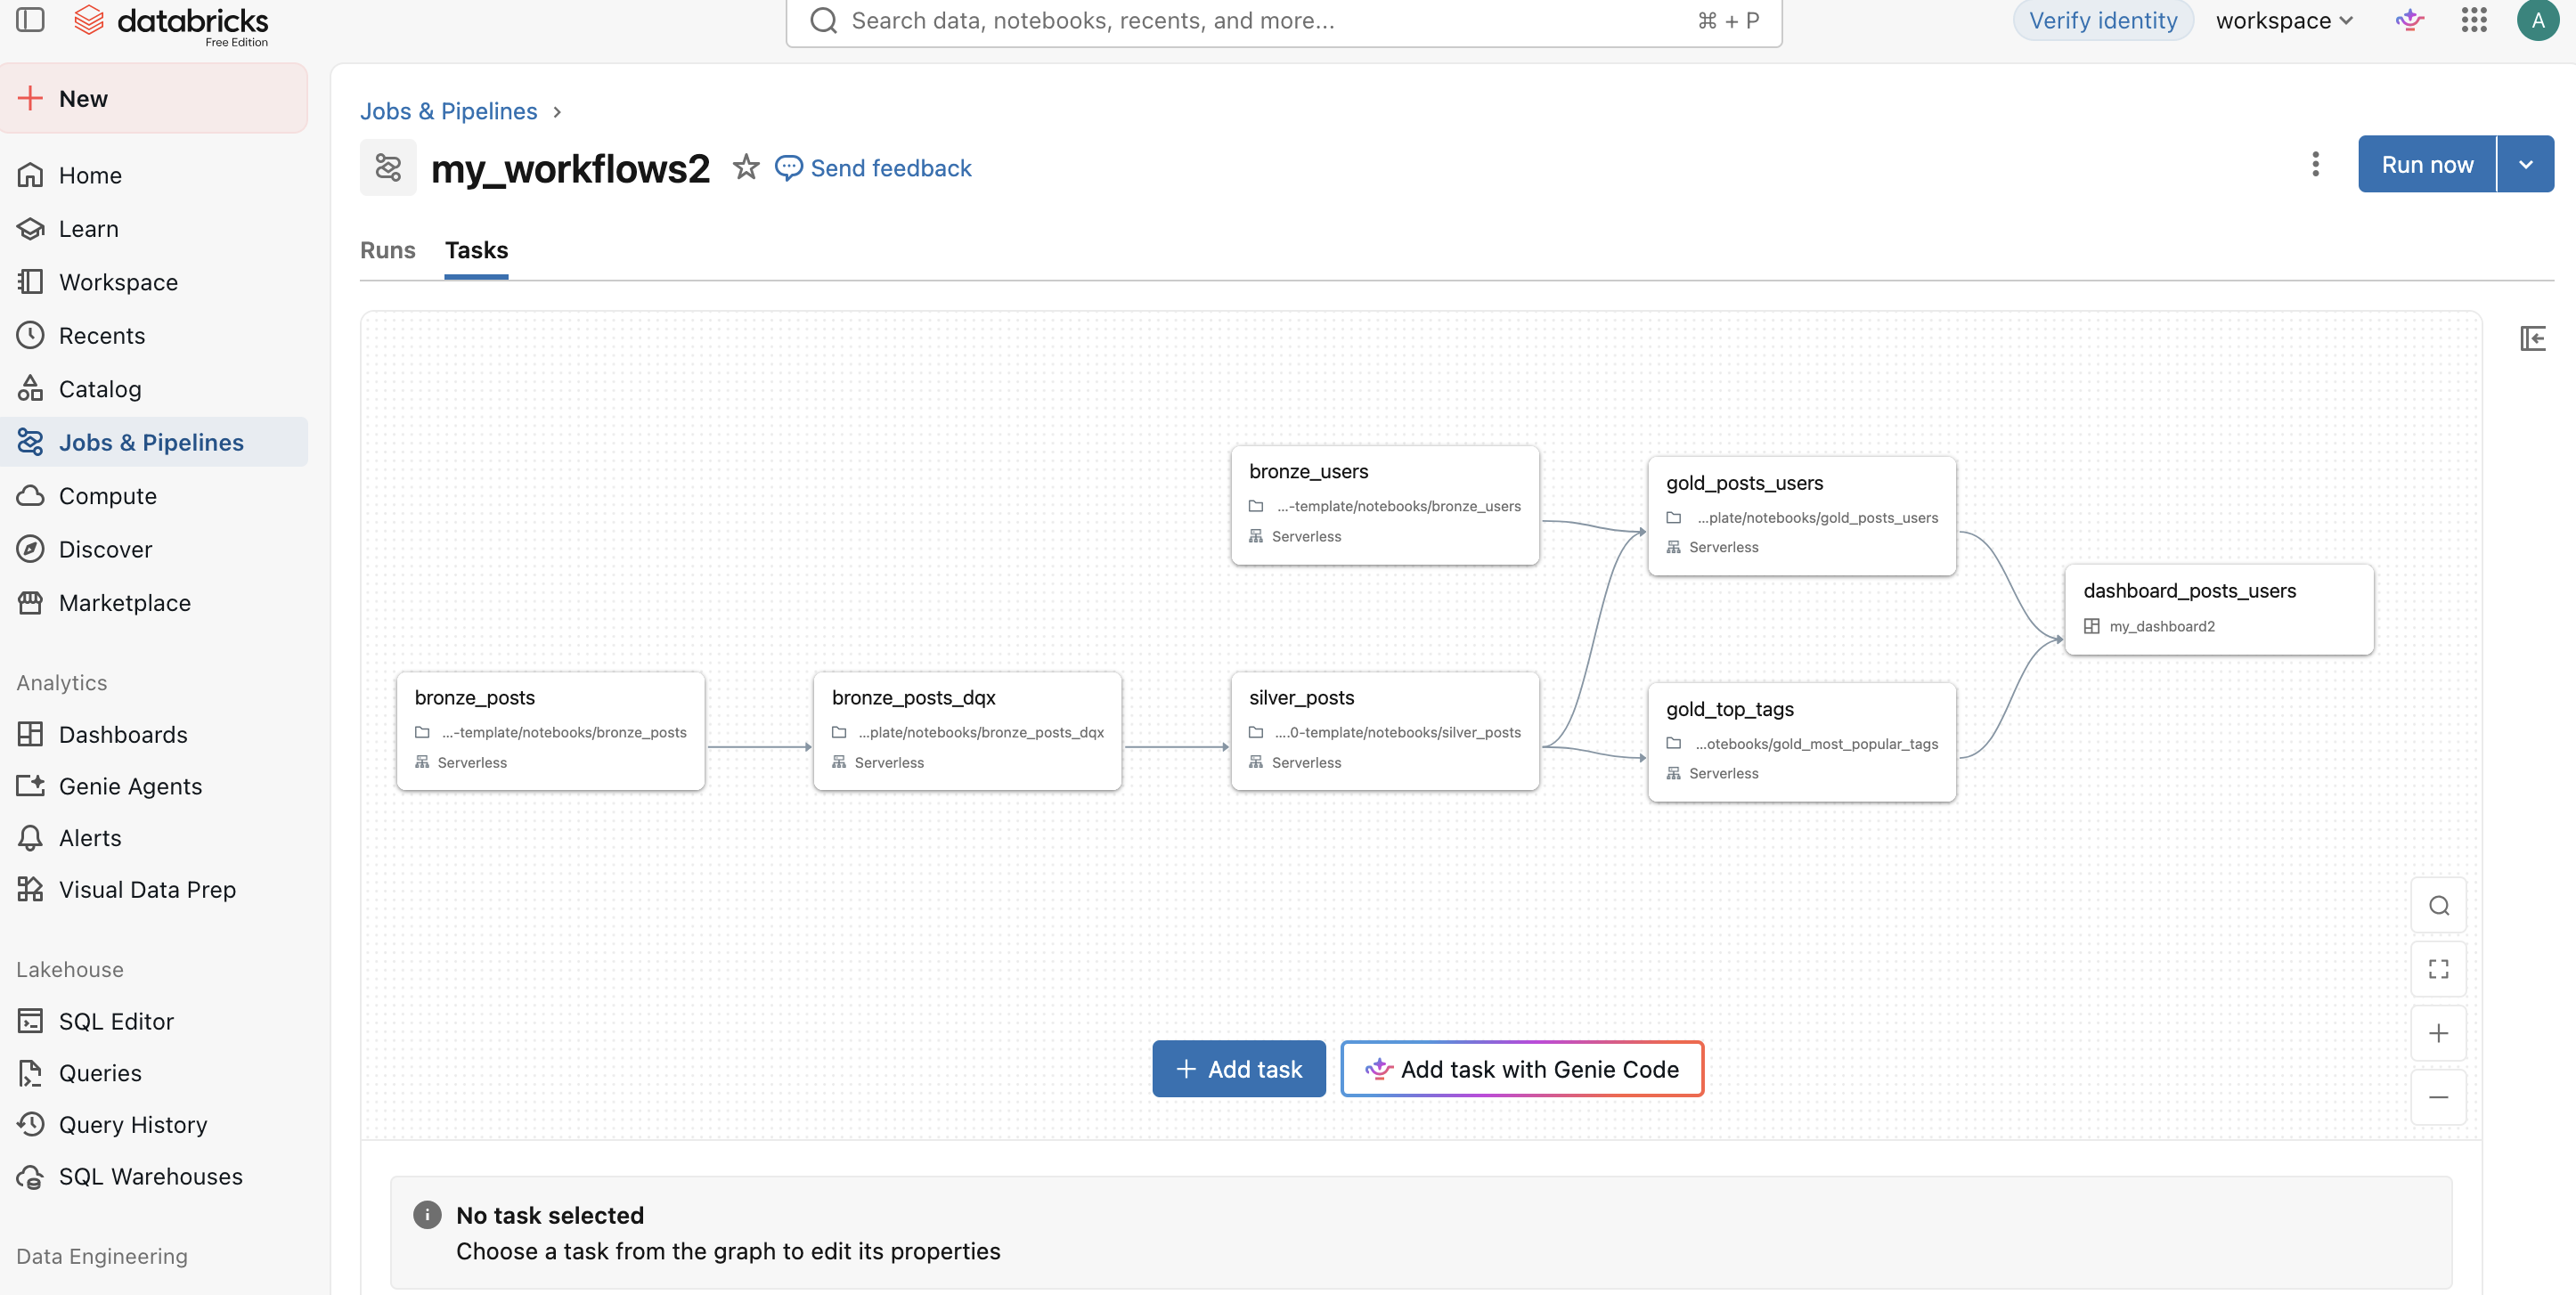 databricks
Free Edition
Search data, notebooks, recents, and more...
⌘ + P
Verify identity
workspace
A
New
Home
Learn
Workspace
Recents
Catalog
Jobs & Pipelines
Compute
Discover
Marketplace
Analytics
Dashboards
Genie Agents
Alerts
Visual Data Prep
Lakehouse
SQL Editor
Queries
Query History
SQL Warehouses
Data Engineering
Jobs & Pipelines
my_workflows2
Send feedback
Run now
Runs
Tasks
bronze_users
...-template/notebooks/bronze_users
Serverless
gold_posts_users
...plate/notebooks/gold_posts_users
Serverless
dashboard_posts_users
my_dashboard2
bronze_posts
...-template/notebooks/bronze_posts
Serverless
bronze_posts_dqx
...plate/notebooks/bronze_posts_dqx
Serverless
silver_posts
....0-template/notebooks/silver_posts
Serverless
gold_top_tags
...otebooks/gold_most_popular_tags
Serverless
Add task
Add task with Genie Code
No task selected
Choose a task from the graph to edit its properties